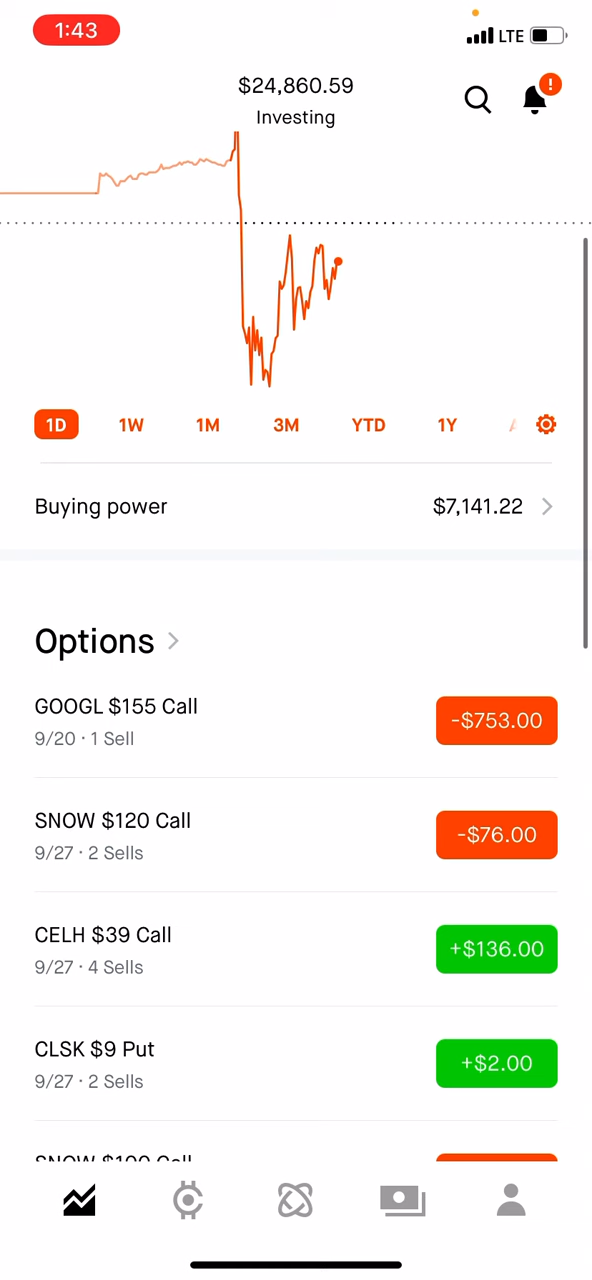 1:43
LTE
$24,860.59
!
Investing
1D 1W 1M 3M YTD 1Y
Buying power $7,141.22
Options
GOOGL $155 Call
-$753.00
9/20 · 1 Sell
SNOW $120 Call
-$76.00
9/27 · 2 Sells
CELH $39 Call
+$136.00
9/27 · 4 Sells
CLSK $9 Put
+$2.00
9/27 · 2 Sells